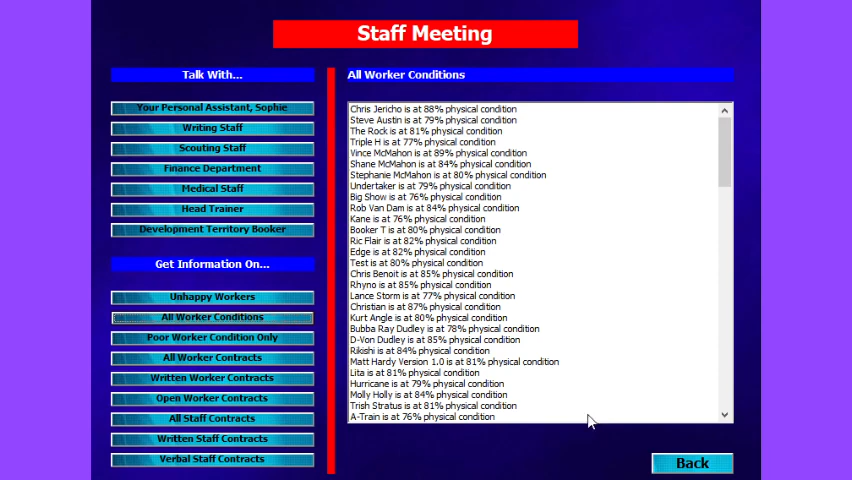 Staff Meeting
Talk With...
Your Personal Assistant, Sophie
Writing Staff
Scouting Staff
Finance Department
Medical Staff
Head Trainer
Development Territory Booker
Get Information On...
Unhappy Workers
All Worker Conditions
Poor Worker Condition Only
All Worker Contracts
Written Worker Contracts
Open Worker Contracts
All Staff Contracts
Written Staff Contracts
Verbal Staff Contracts
All Worker Conditions
Chris Jericho is at 88% physical condition
Steve Austin is at 79% physical condition
The Rock is at 81% physical condition
Triple H is at 77% physical condition
Vince McMahon is at 89% physical condition
Shane McMahon is at 84% physical condition
Stephanie McMahon is at 80% physical condition
Undertaker is at 79% physical condition
Big Show is at 76% physical condition
Rob Van Dam is at 84% physical condition
Kane is at 76% physical condition
Booker T is at 80% physical condition
Ric Flair is at 82% physical condition
Edge is at 82% physical condition
Test is at 80% physical condition
Chris Benoit is at 85% physical condition
Rhyno is at 85% physical condition
Lance Storm is at 77% physical condition
Christian is at 87% physical condition
Kurt Angle is at 80% physical condition
Bubba Ray Dudley is at 78% physical condition
D-Von Dudley is at 85% physical condition
Rikishi is at 84% physical condition
Matt Hardy Version 1.0 is at 81% physical condition
Lita is at 81% physical condition
Hurricane is at 79% physical condition
Molly Holly is at 84% physical condition
Trish Stratus is at 81% physical condition
A-Train is at 76% physical condition
Back